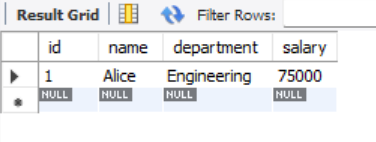 Result Grid Filter Rows:
id name department salary
1 Alice Engineering 75000
NULL NULL NULL NULL